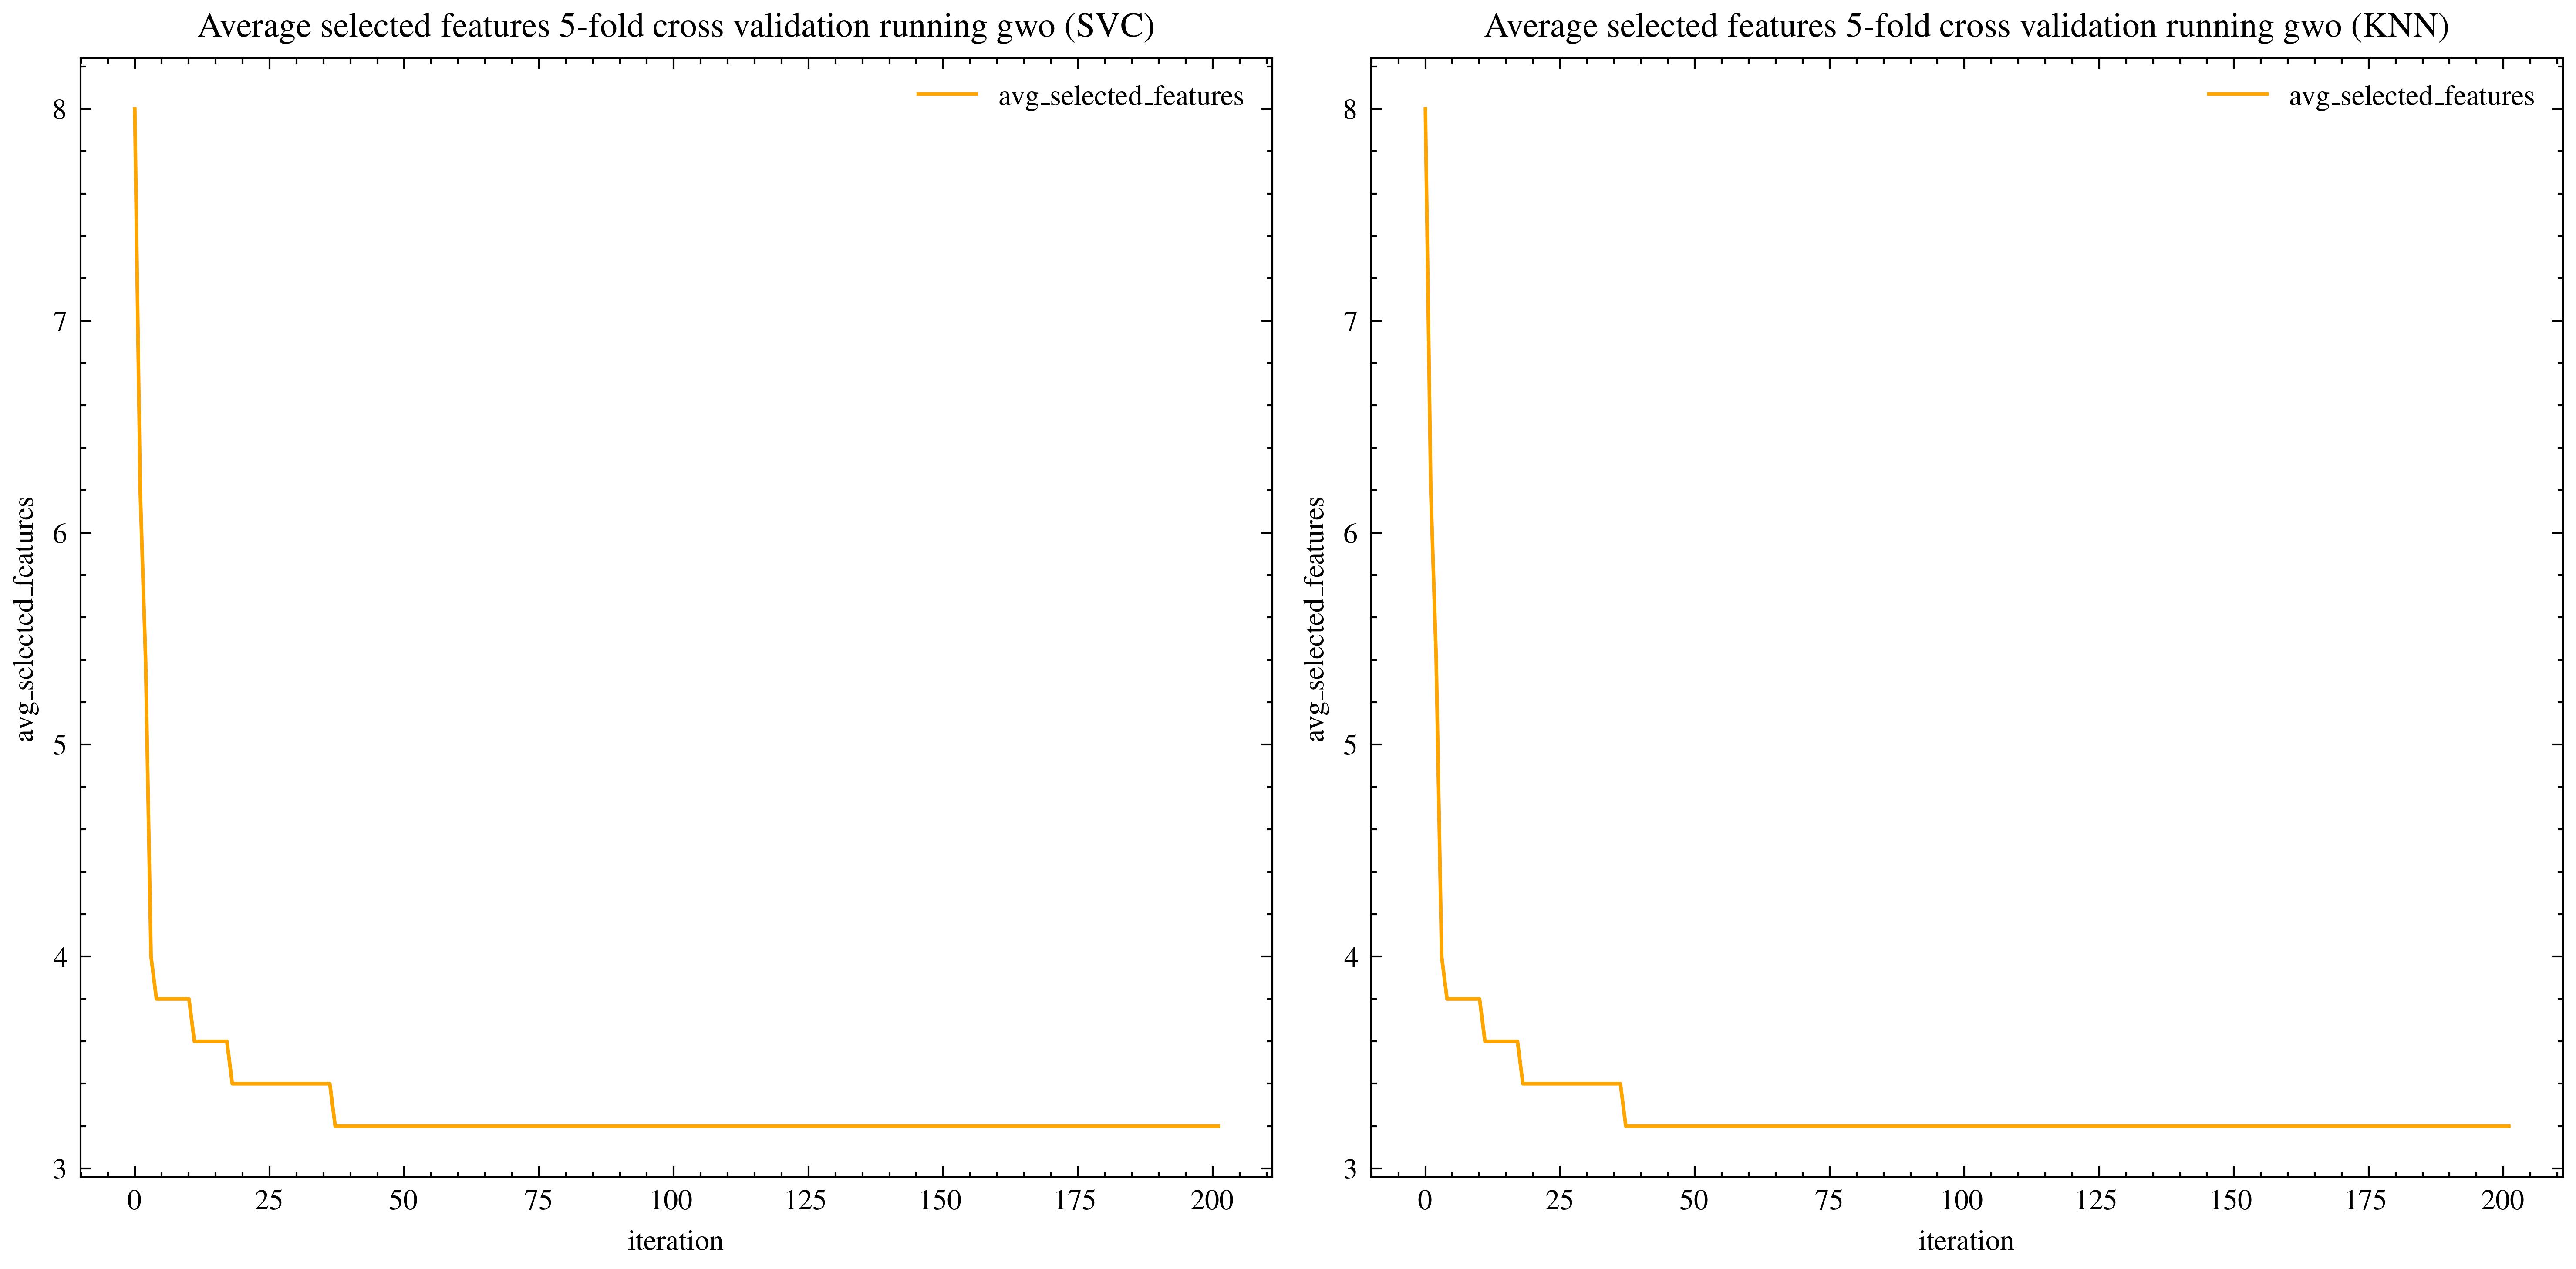 Average selected features 5-fold cross validation running gwo (SVC)
avg_selected_features
8
7
6
5
4
3
avg_selected_features
0 25 50 75 100 125 150 175 200
iteration
Average selected features 5-fold cross validation running gwo (KNN)
avg_selected_features
8
7
6
5
4
3
avg_selected_features
0 25 50 75 100 125 150 175 200
iteration